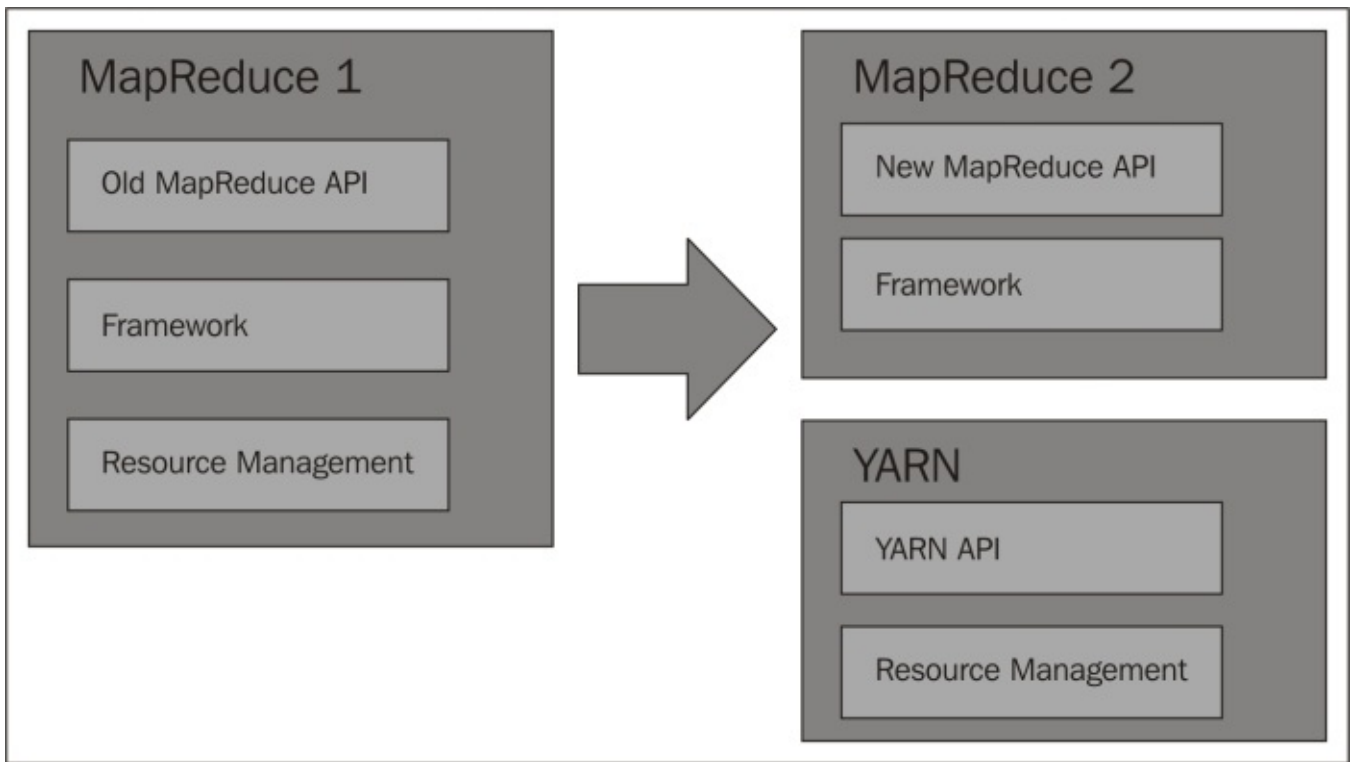 MapReduce 1
Old MapReduce API
Framework
Resource Management
MapReduce 2
New MapReduce API
Framework
YARN
YARN API
Resource Management